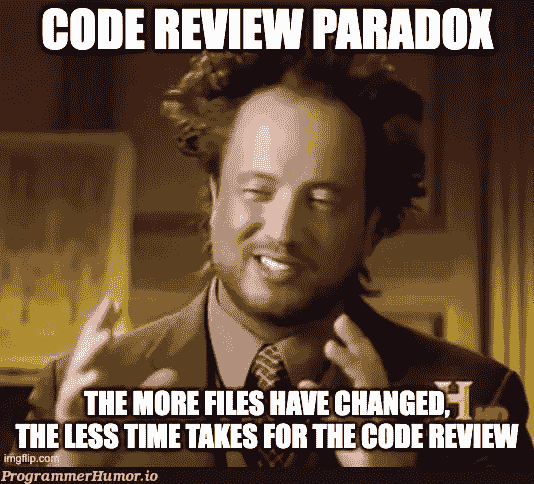 CODE REVIEW PARADOX
THE MORE FILES HAVE CHANGED,
THE LESS TIME TAKES FOR THE CODE REVIEW
H
imgflip.com
ProgrammerHumor.io